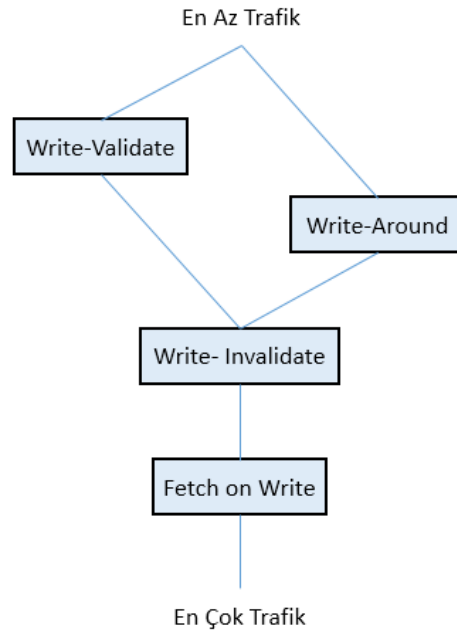 En Az Trafik
Write-Validate
Write-Around
Write- Invalidate
Fetch on Write
En Çok Trafik